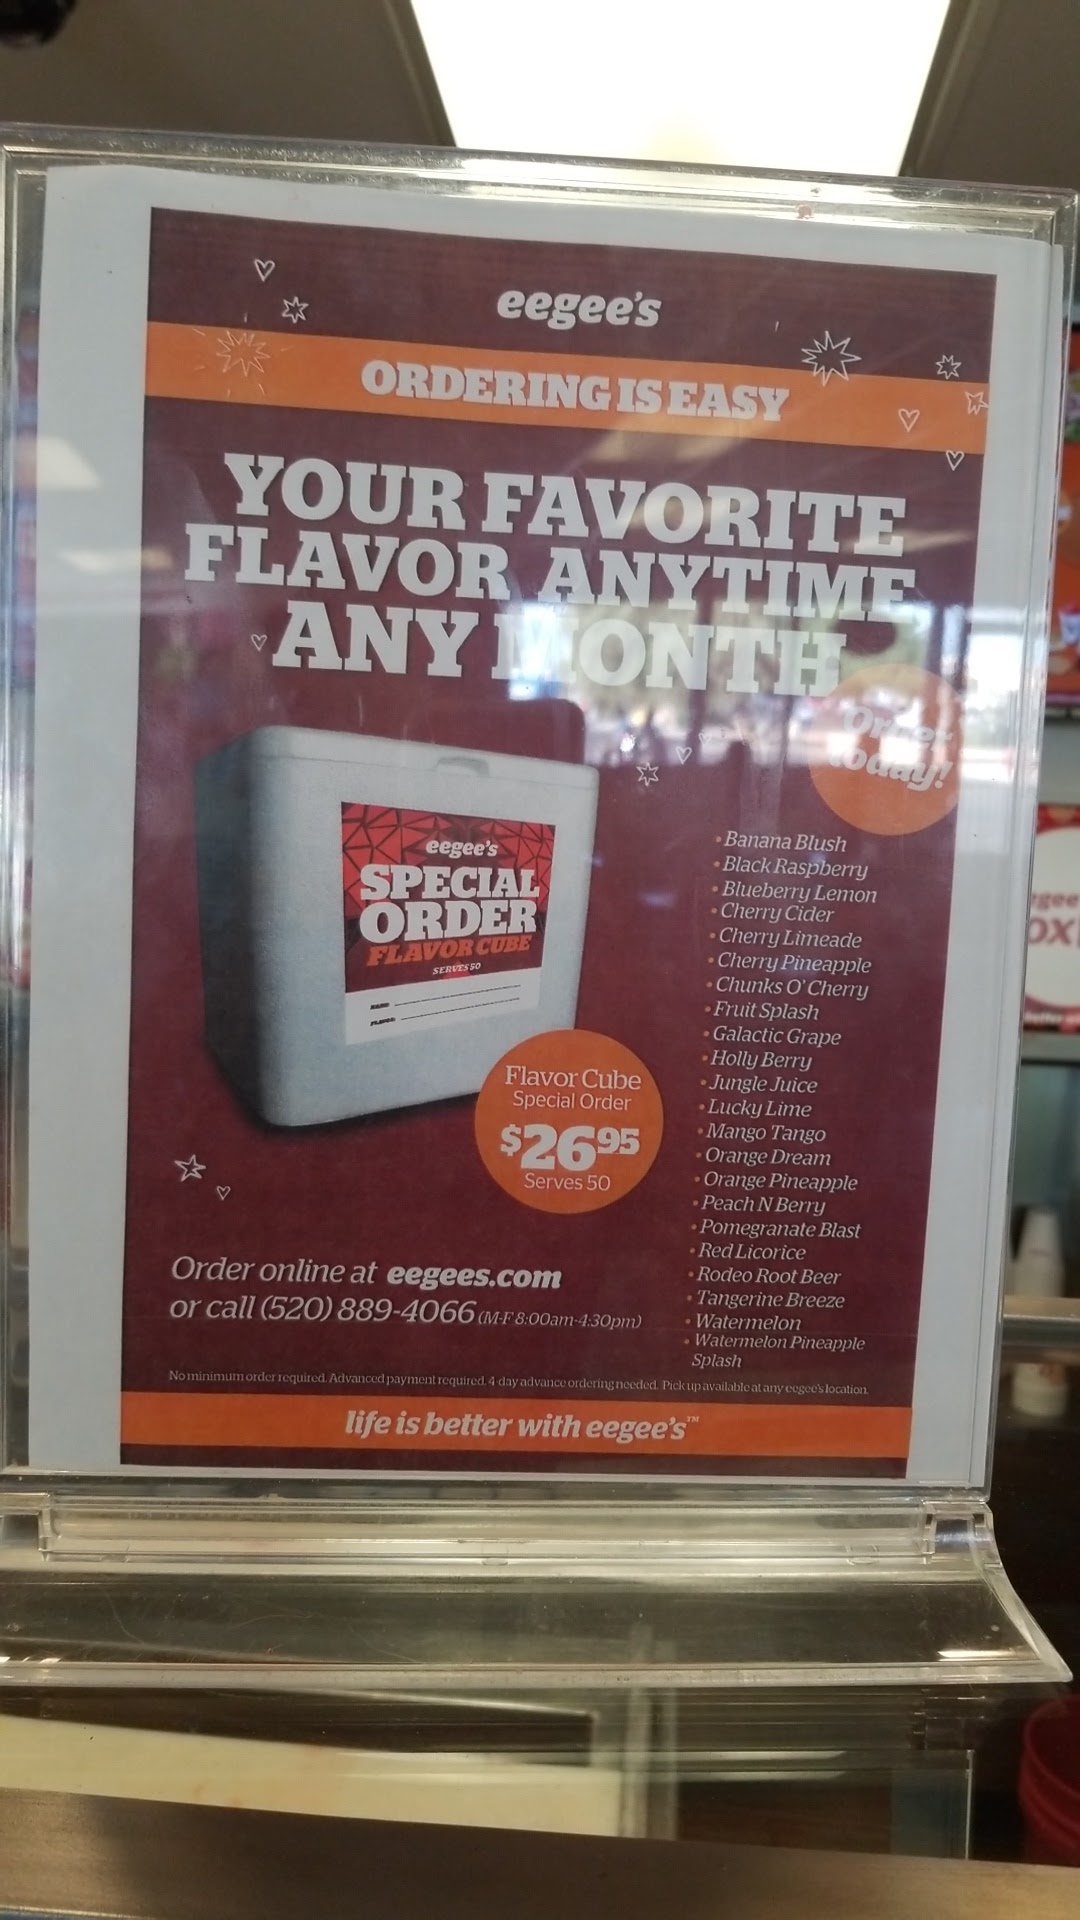 eegee's
ORDERING IS EASY
YOUR FAVORITE
FLAVOR ANYTIME
ANY MONTH
Order
today!
eegee's
SPECIAL
ORDER
FLAVOR CUBE
SERVES 50
NAME:
FLAVOR:
Flavor Cube
Special Order
$26.95
Serves 50
• Banana Blush
• Black Raspberry
• Blueberry Lemon
• Cherry Cider
• Cherry Limeade
• Cherry Pineapple
• Chunks O' Cherry
• Fruit Splash
• Galactic Grape
• Holly Berry
• Jungle Juice
• Lucky Lime
• Mango Tango
• Orange Dream
• Orange Pineapple
• Peach N Berry
• Pomegranate Blast
• Red Licorice
• Rodeo Root Beer
• Tangerine Breeze
• Watermelon
• Watermelon Pineapple
Splash
Order online at eegees.com
or call (520) 889-4066 (M-F 8:00am-4:30pm)
No minimum order required. Advanced payment required. 4-day advance ordering needed. Pick up available at any eegee's location.
life is better with eegee's™